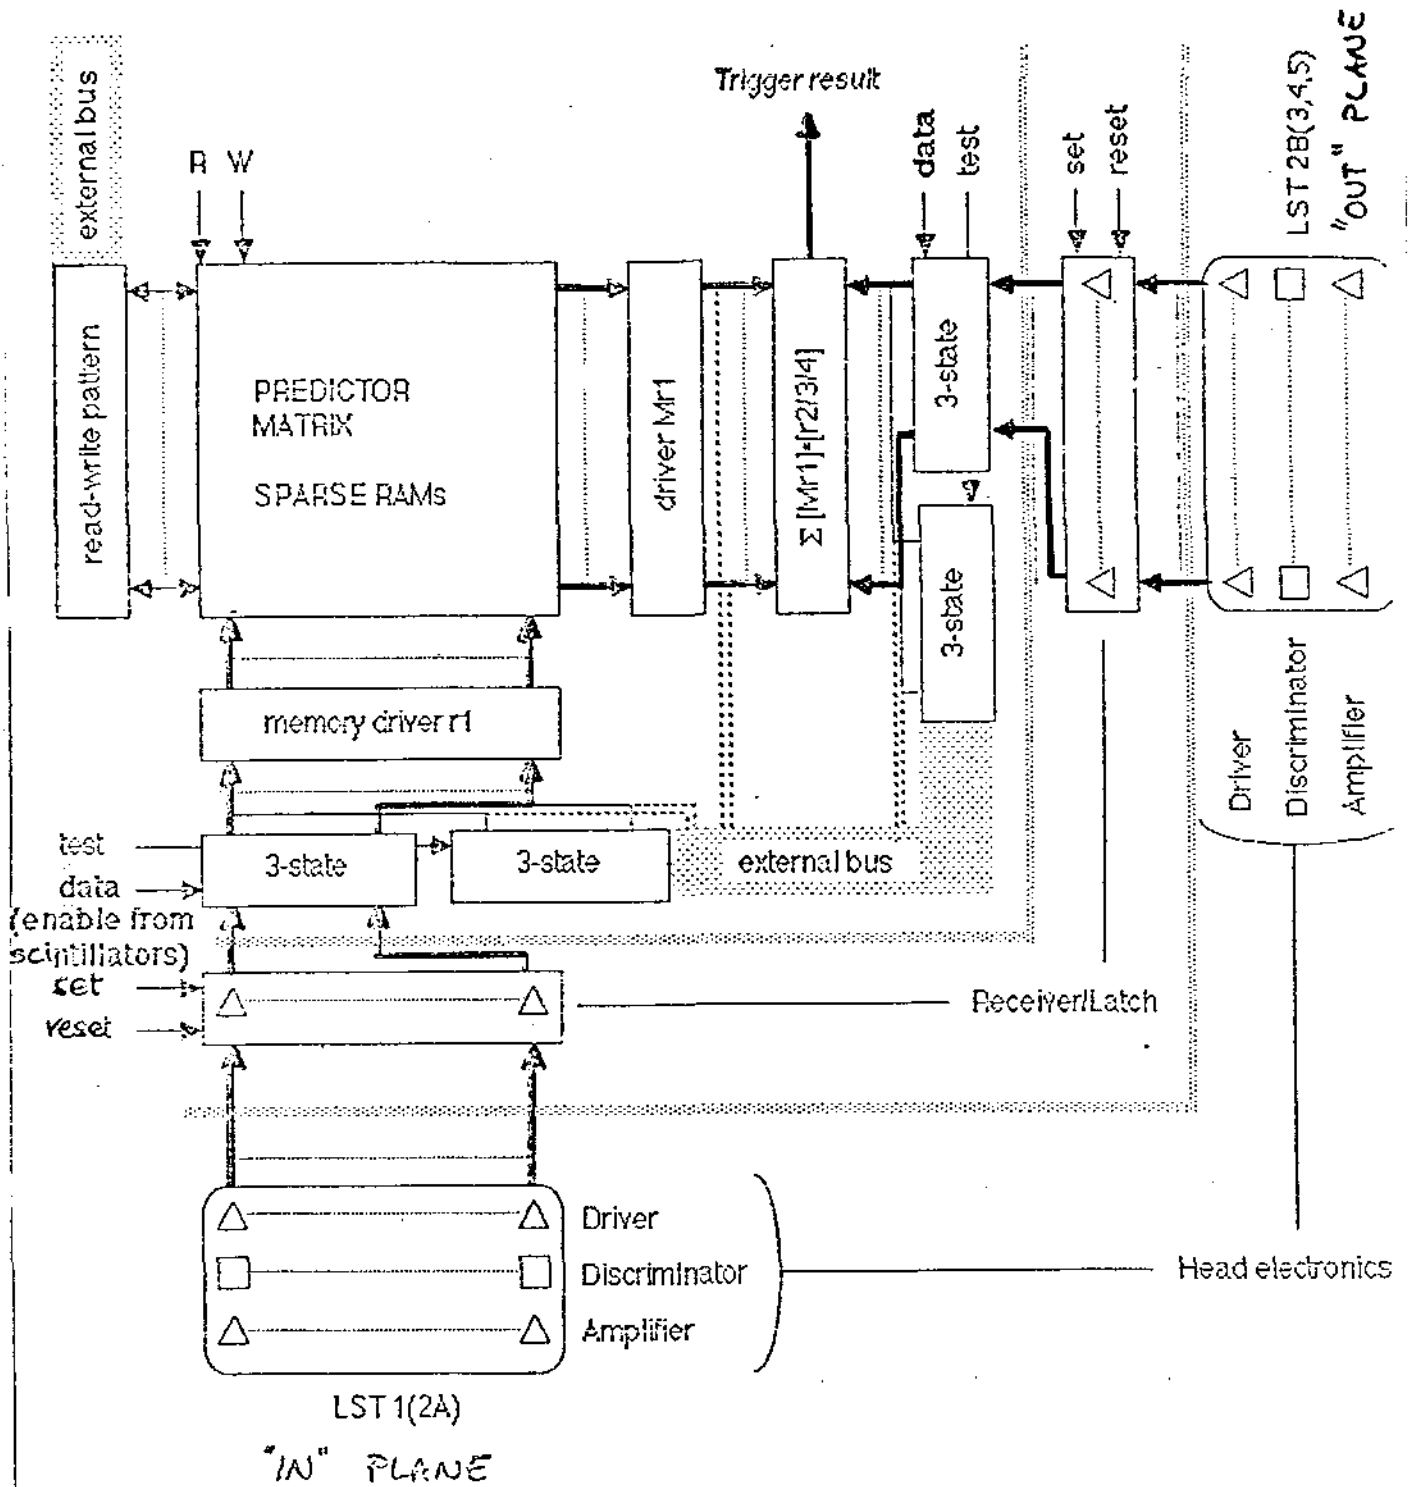 external bus
Trigger result
R W
data
test
set
reset
LST 2B(3,4,5)
"OUT" PLANE
read-write pattern
PREDICTOR
MATRIX
SPARSE RAMs
driver Mr1
Σ [Mr1]*[r2/3/4]
3-state
3-state
memory driver r1
Driver
Discriminator
Amplifier
test
3-state
3-state
external bus
data
(enable from
scintillators)
set
reset
Receiver/Latch
Driver
Discriminator
Amplifier
Head electronics
LST 1(2A)
"IN" PLANE